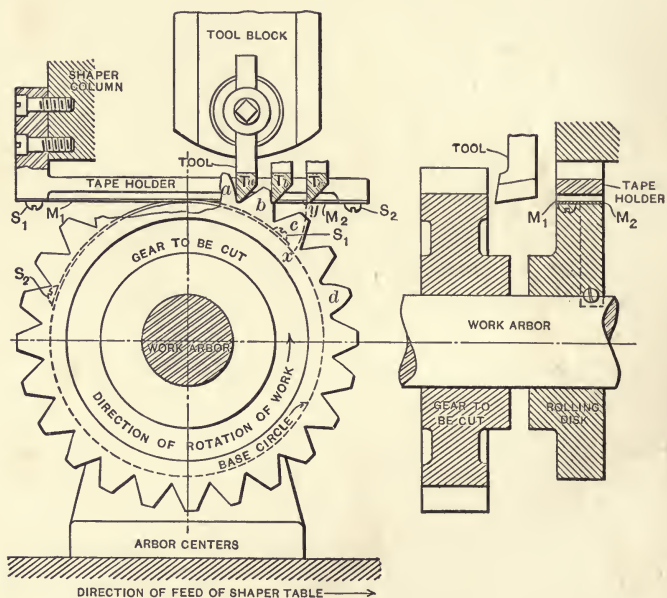 TOOL BLOCK
SHAPER
COLUMN
TOOL
TAPE HOLDER
a
b
c
d
x
y
S1
M1
M2
S2
S1
S2
GEAR TO BE CUT
WORK ARBOR
DIRECTION OF ROTATION OF WORK
BASE CIRCLE
ARBOR CENTERS
DIRECTION OF FEED OF SHAPER TABLE
TOOL
TAPE
HOLDER
M1
M2
D
WORK ARBOR
GEAR TO
BE CUT
ROLLING
DISK